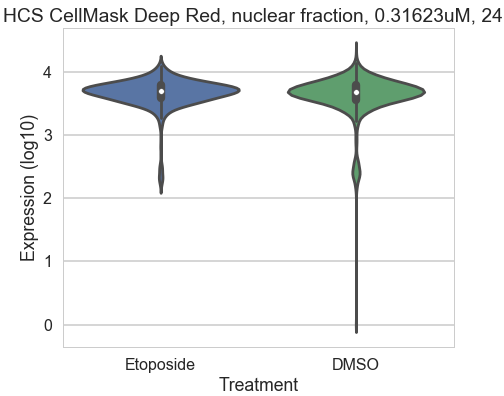 HCS CellMask Deep Red, nuclear fraction, 0.31623uM, 24
4
3
2
1
0
Expression (log10)
Etoposide DMSO
Treatment